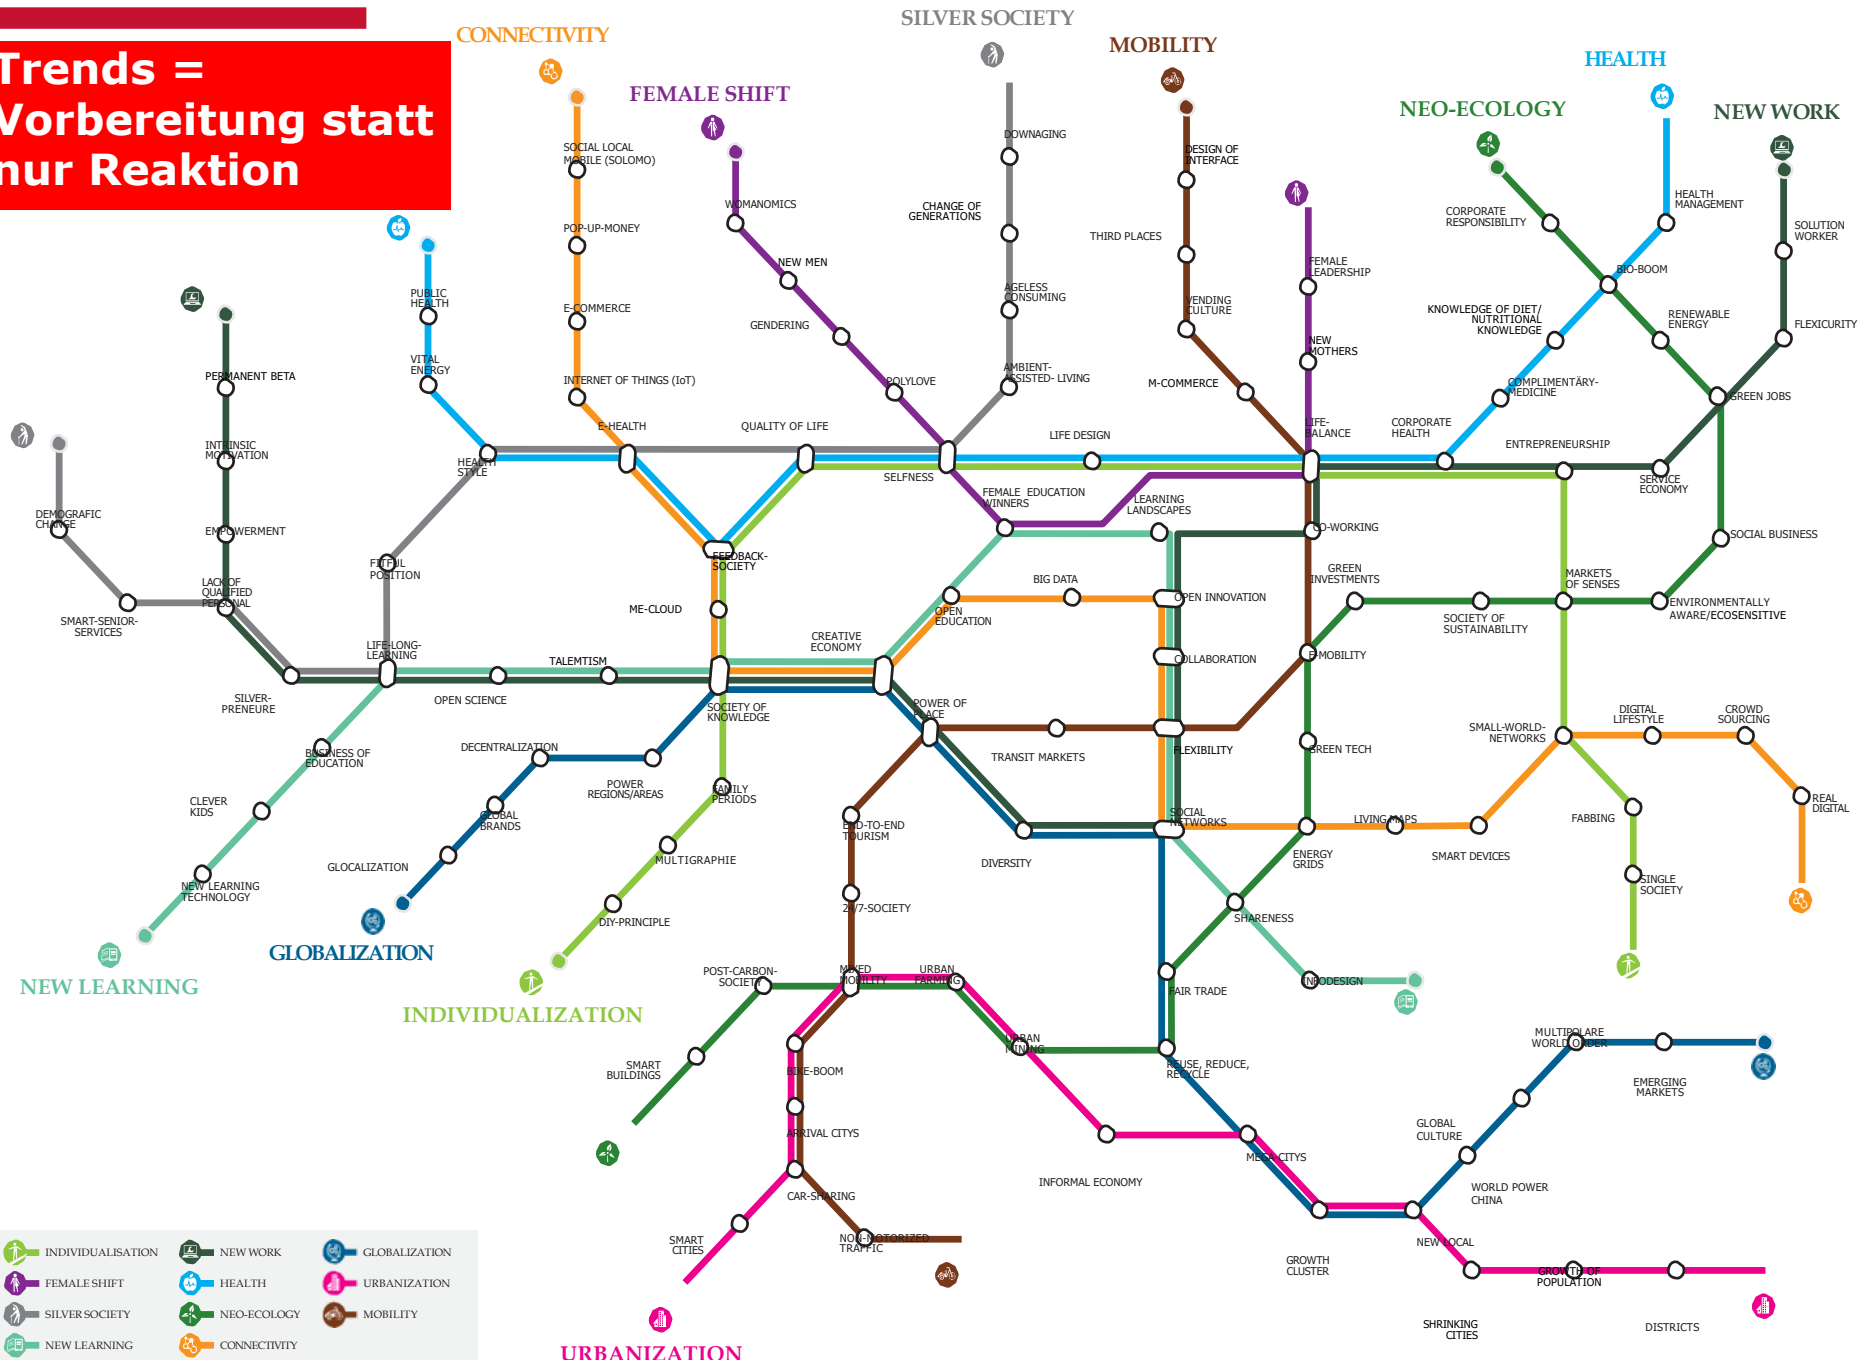 Trends =
Vorbereitung statt
nur Reaktion
CONNECTIVITY
SILVER SOCIETY
MOBILITY
HEALTH
FEMALE SHIFT
NEO-ECOLOGY
NEW WORK
SOCIAL LOCAL
MOBILE (SOLOMO)
POP-UP-MONEY
E-COMMERCE
INTERNET OF THINGS (IoT)
E-HEALTH
WOMANOMICS
NEW MEN
GENDERING
POLYLOVE
DOWNAGING
CHANGE OF
GENERATIONS
AGELESS
CONSUMING
AMBIENT-
ASSISTED- LIVING
DESIGN OF
INTERFACE
THIRD PLACES
VENDING
CULTURE
M-COMMERCE
FEMALE
LEADERSHIP
NEW
MOTHERS
LIFE-
BALANCE
CORPORATE
RESPONSIBILITY
HEALTH
MANAGEMENT
SOLUTION
WORKER
BIO-BOOM
KNOWLEDGE OF DIET/
NUTRITIONAL
KNOWLEDGE
RENEWABLE
ENERGY
FLEXICURITY
COMPLIMENTÄRY-
MEDICINE
GREEN JOBS
CORPORATE
HEALTH
ENTREPRENEURSHIP
SERVICE
ECONOMY
PUBLIC
HEALTH
VITAL
ENERGY
PERMANENT BETA
INTRINSIC
MOTIVATION
EMPOWERMENT
LACK OF
QUALIFIED
PERSONAL
DEMOGRAFIC
CHANGE
SMART-SENIOR-
SERVICES
HEALTH
STYLE
QUALITY OF LIFE
SELFNESS
LIFE DESIGN
FEMALE EDUCATION
WINNERS
LEARNING
LANDSCAPES
CO-WORKING
SOCIAL BUSINESS
FITFUL
POSITION
FEEDBACK-
SOCIETY
ME-CLOUD
BIG DATA
OPEN
EDUCATION
OPEN INNOVATION
GREEN
INVESTMENTS
MARKETS
OF SENSES
SOCIETY OF
SUSTAINABILITY
ENVIRONMENTALLY
AWARE/ECOSENSITIVE
LIFE-LONG-
LEARNING
TALEMTISM
CREATIVE
ECONOMY
COLLABORATION
E-MOBILITY
SILVER-
PRENEURE
OPEN SCIENCE
SOCIETY OF
KNOWLEDGE
POWER OF
PLACE
DIGITAL
LIFESTYLE
CROWD
SOURCING
SMALL-WORLD-
NETWORKS
BUSINESS OF
EDUCATION
DECENTRALIZATION
TRANSIT MARKETS
FLEXIBILITY
GREEN TECH
POWER
REGIONS/AREAS
FAMILY
PERIODS
CLEVER
KIDS
GLOBAL
BRANDS
END-TO-END
TOURISM
SOCIAL
NETWORKS
LIVING MAPS
FABBING
REAL
DIGITAL
GLOCALIZATION
MULTIGRAPHIE
DIVERSITY
ENERGY
GRIDS
SMART DEVICES
NEW LEARNING
TECHNOLOGY
SINGLE
SOCIETY
DIY-PRINCIPLE
24/7-SOCIETY
SHARENESS
GLOBALIZATION
NEW LEARNING
INDIVIDUALIZATION
POST-CARBON-
SOCIETY
MIXED
MOBILITY
URBAN
FARMING
FAIR TRADE
INFODESIGN
SMART
BUILDINGS
BIKE-BOOM
URBAN
MINING
REUSE, REDUCE,
RECYCLE
MULTIPOLARE
WORLD ORDER
EMERGING
MARKETS
ARRIVAL CITYS
GLOBAL
CULTURE
MEGA-CITYS
CAR-SHARING
INFORMAL ECONOMY
WORLD POWER
CHINA
SMART
CITIES
NON-MOTORIZED
TRAFFIC
GROWTH
CLUSTER
NEW LOCAL
GROWTH OF
POPULATION
SHRINKING
CITIES
DISTRICTS
URBANIZATION
INDIVIDUALISATION
NEW WORK
GLOBALIZATION
FEMALE SHIFT
HEALTH
URBANIZATION
SILVER SOCIETY
NEO-ECOLOGY
MOBILITY
NEW LEARNING
CONNECTIVITY